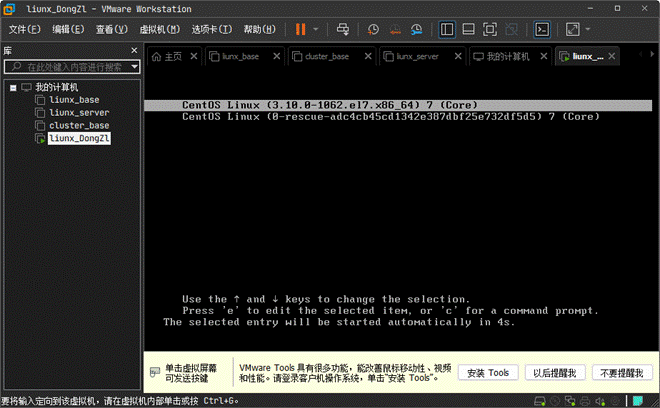 liunx_DongZl - VMware Workstation
文件(F) 编辑(E) 查看(V) 虚拟机(M) 选项卡(T) 帮助(H)
库
在此处键入内容进行搜索
我的计算机
liunx_base
liunx_server
cluster_base
liunx_DongZl
主页 liunx_base cluster_base liunx_server 我的计算机 liunx_...
CentOS Linux (3.10.0-1062.el7.x86_64) 7 (Core)
CentOS Linux (0-rescue-adc4cb45cd1342e387dbf25e732df5d5) 7 (Core)
Use the ↑ and ↓ keys to change the selection.
Press 'e' to edit the selected item, or 'c' for a command prompt.
The selected entry will be started automatically in 4s.
单击虚拟屏幕
可发送按键
VMware Tools 具有很多功能，能改善鼠标移动性、视频
和性能。请登录客户机操作系统，单击"安装 Tools"。
安装 Tools 以后提醒我 不要提醒我
要将输入定向到该虚拟机，请在虚拟机内部单击或按 Ctrl+G。